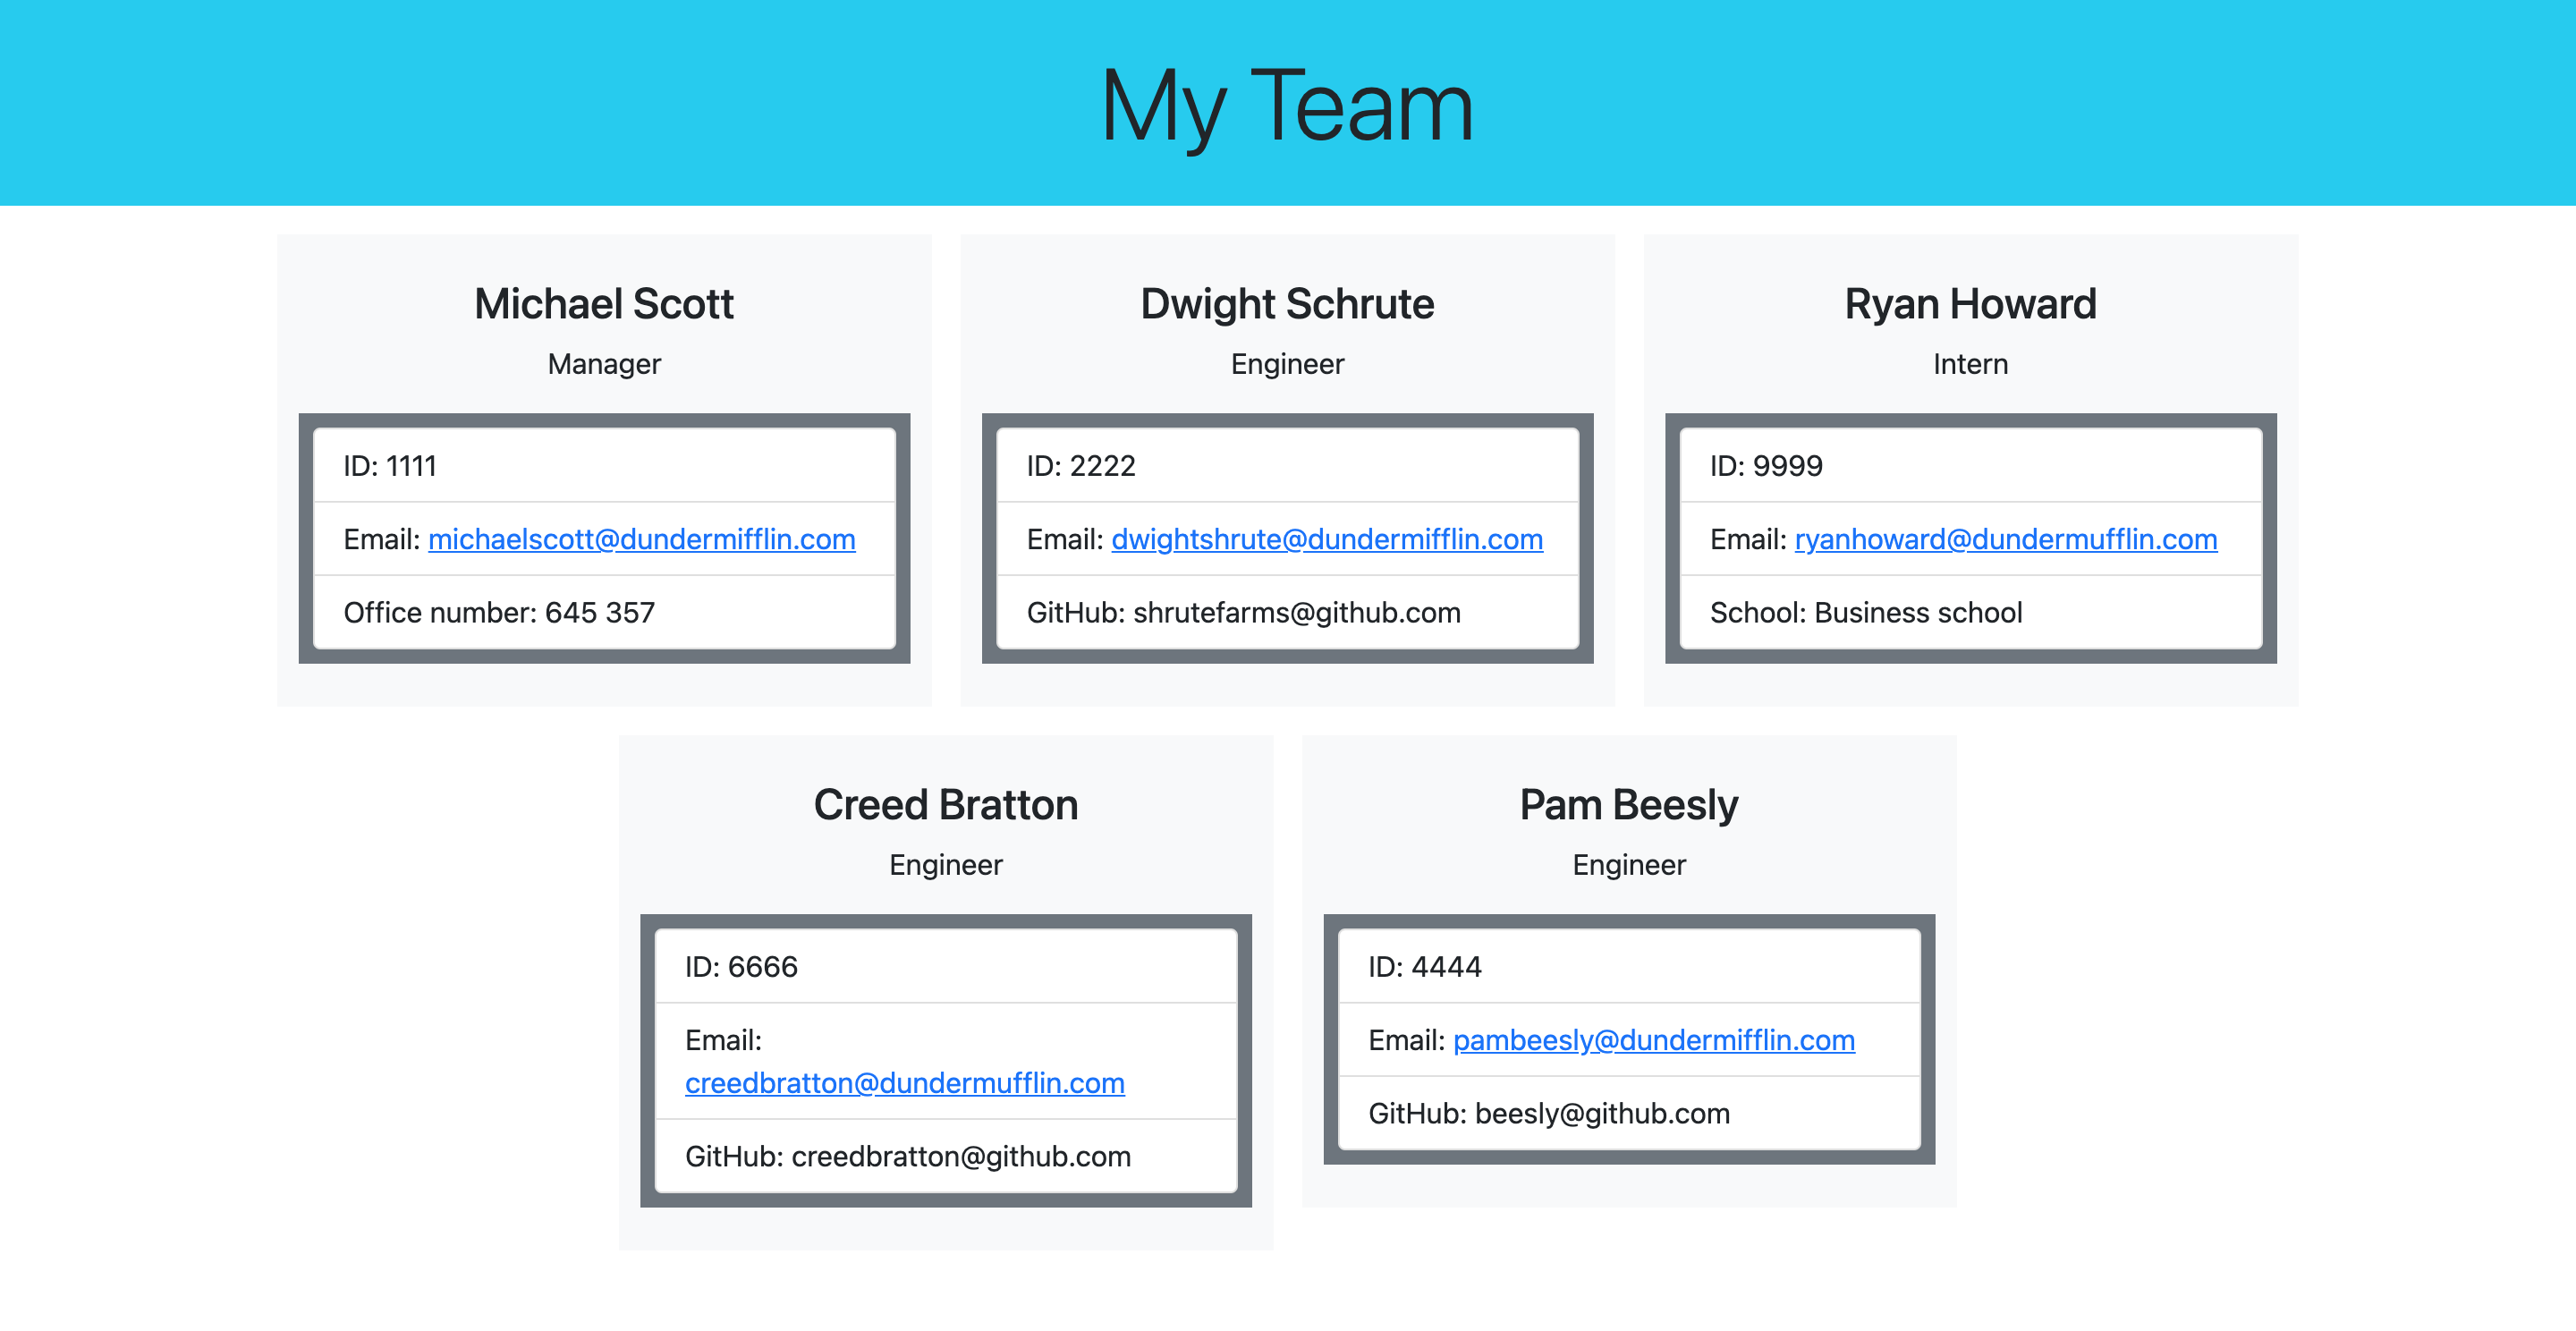 My Team
Michael Scott
Manager
ID: 1111
Email: michaelscott@dundermifflin.com
Office number: 645 357
Dwight Schrute
Engineer
ID: 2222
Email: dwightshrute@dundermifflin.com
GitHub: shrutefarms@github.com
Ryan Howard
Intern
ID: 9999
Email: ryanhoward@dundermufflin.com
School: Business school
Creed Bratton
Engineer
ID: 6666
Email:
creedbratton@dundermufflin.com
GitHub: creedbratton@github.com
Pam Beesly
Engineer
ID: 4444
Email: pambeesly@dundermifflin.com
GitHub: beesly@github.com